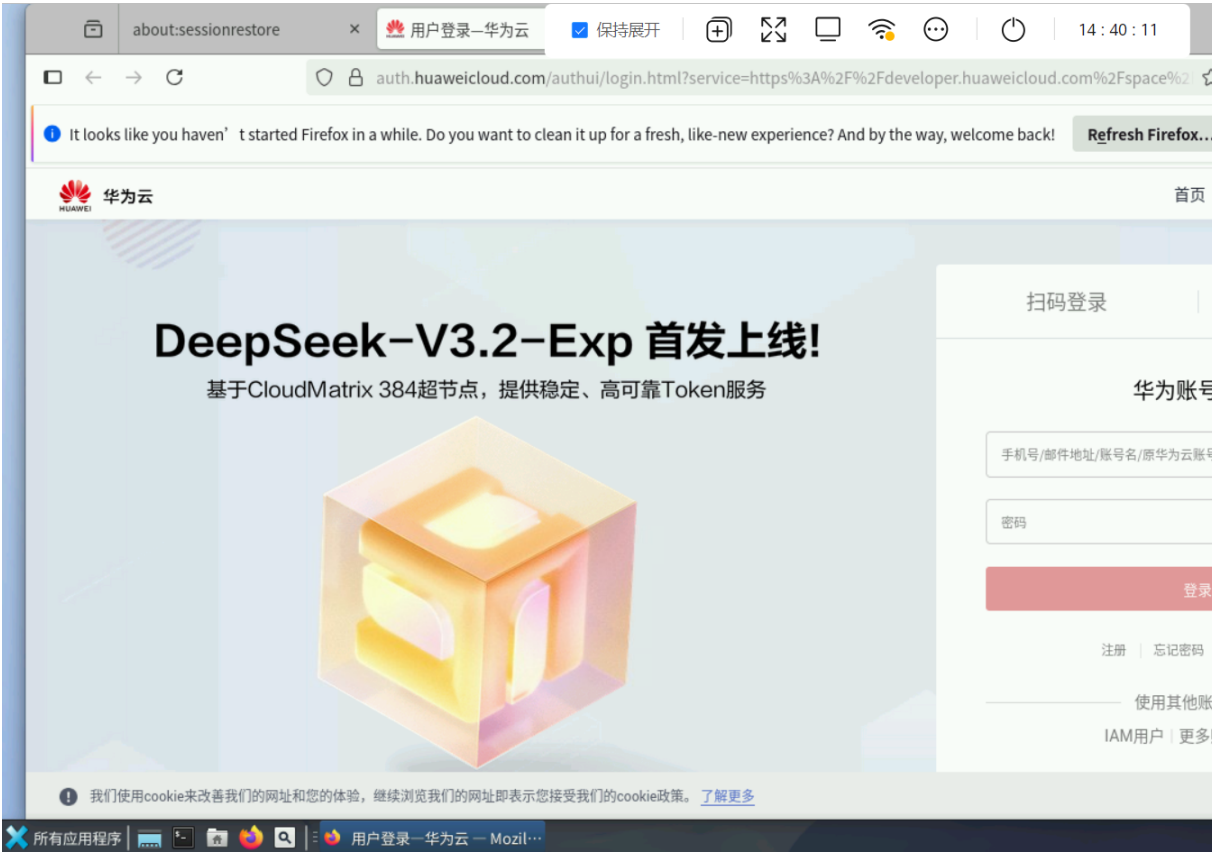 about:sessionrestore
用户登录—华为云
保持展开
14 : 40 : 11
auth.huaweicloud.com/authui/login.html?service=https%3A%2F%2Fdeveloper.huaweicloud.com%2Fspace%2
It looks like you haven’t started Firefox in a while. Do you want to clean it up for a fresh, like-new experience? And by the way, welcome back!
Refresh Firefox…
HUAWEI
华为云
首页
扫码登录
DeepSeek-V3.2-Exp 首发上线!
基于CloudMatrix 384超节点，提供稳定、高可靠Token服务
华为账号
手机号/邮件地址/账号名/原华为云账号
密码
登录
注册
忘记密码
使用其他账
IAM用户
更多
我们使用cookie来改善我们的网址和您的体验，继续浏览我们的网址即表示您接受我们的cookie政策。 了解更多
所有应用程序
用户登录—华为云 — Mozil…